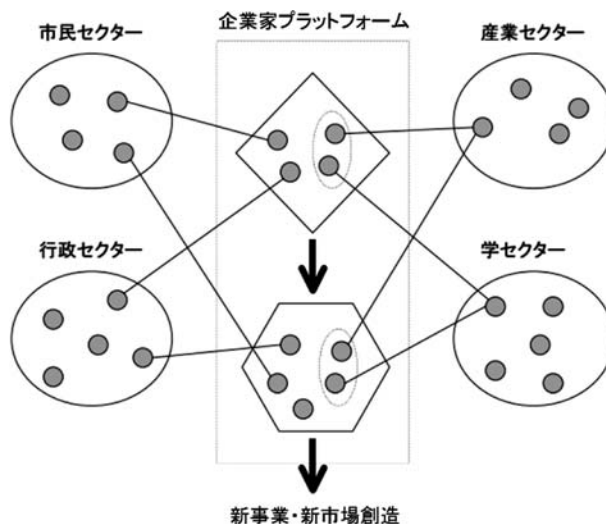 企業家プラットフォーム
市民セクター
産業セクター
行政セクター
学セクター
新事業・新市場創造